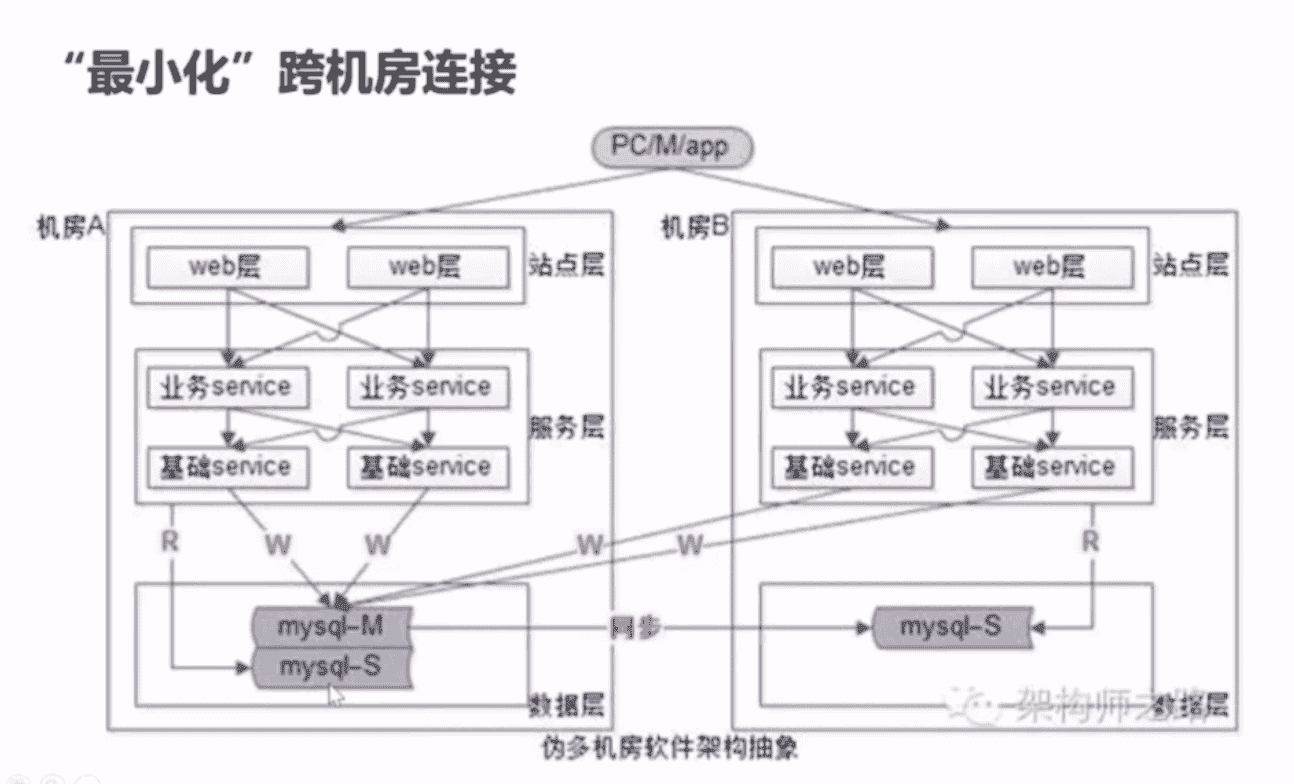 “最小化”跨机房连接
PC/M/app
机房A
机房B
web层 web层 站点层
web层 web层 站点层
业务service 业务service
业务service 业务service
服务层
服务层
基础service 基础service
基础service 基础service
R W W W W R
mysql-M 同步 mysql-S
mysql-S
数据层
数据层
架构师之路
伪多机房软件架构抽象